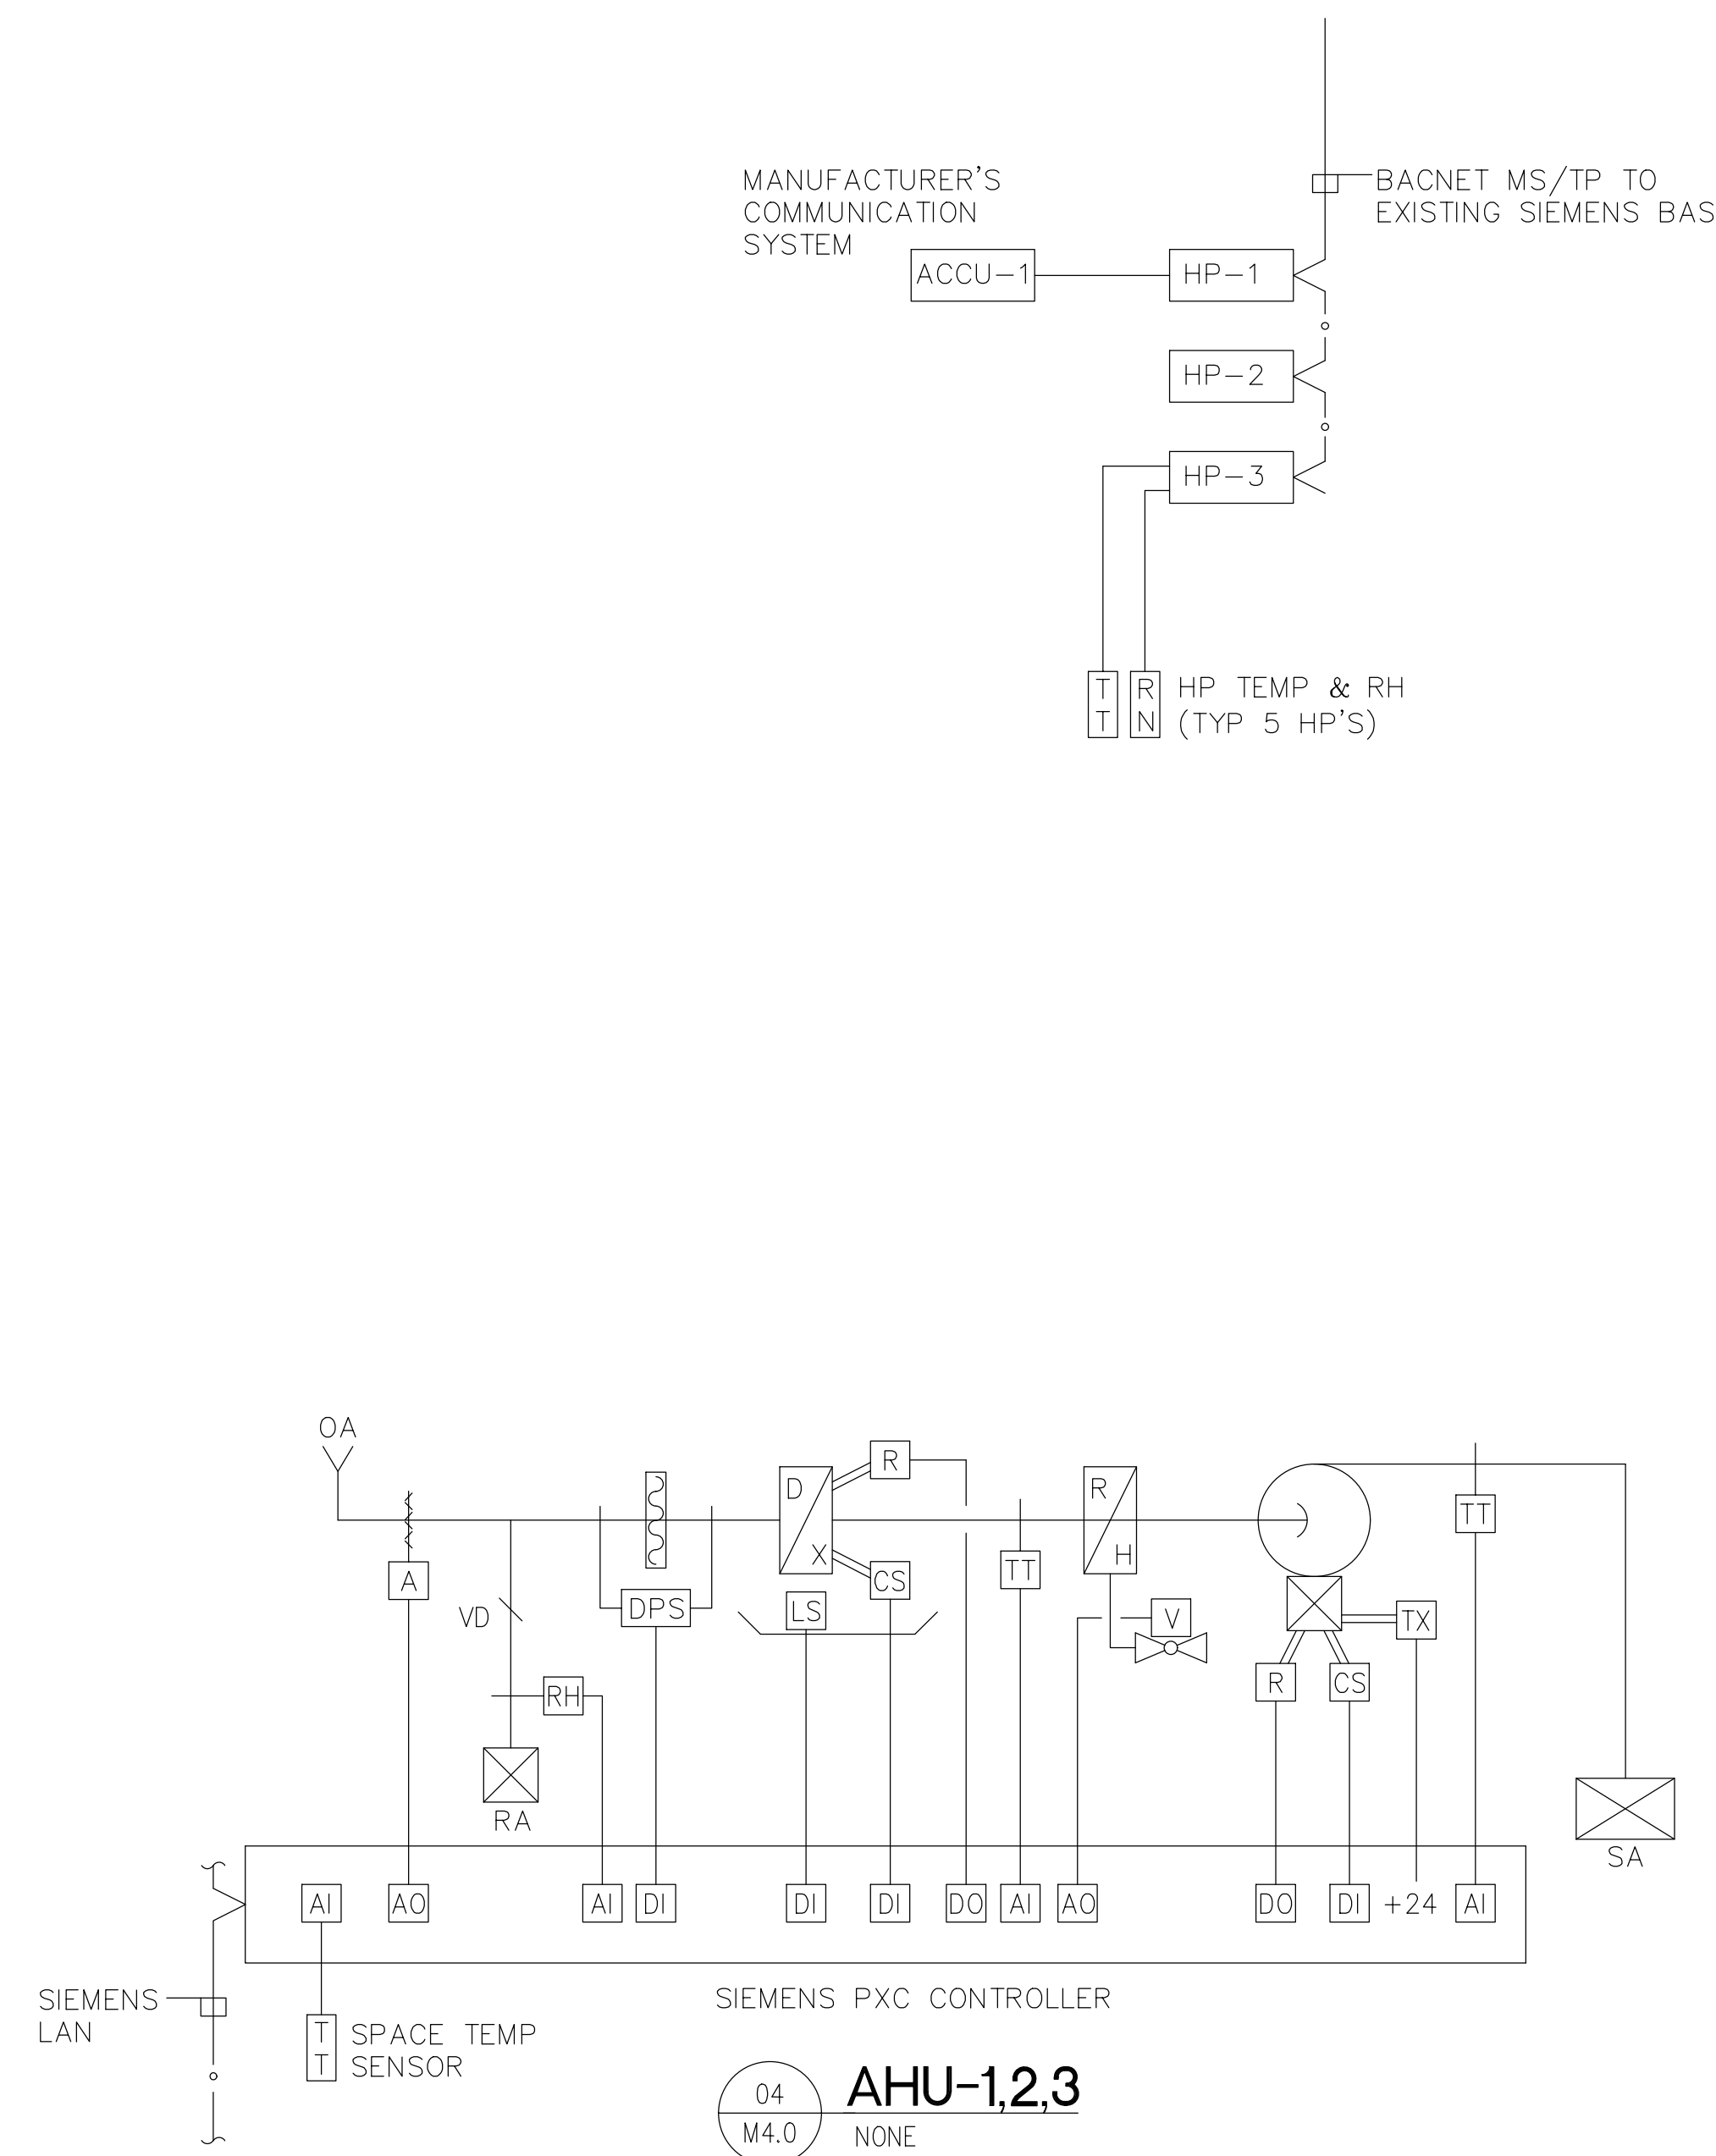 MANUFACTURER'S
COMMUNICATION
SYSTEM
BACNET MS/TP TO
EXISTING SIEMENS BAS
ACCU-1
HP-1
HP-2
HP-3
T
T
R
N
HP TEMP & RH
(TYP 5 HP'S)
OA
A
VD
RH
RA
DPS
D
X
R
CS
LS
TT
R
H
V
TX
R
CS
TT
SA
AI
AO
AI
DI
DI
DI
DO
AI
AO
DO
DI
+24
AI
SIEMENS
LAN
T
T
SPACE TEMP
SENSOR
SIEMENS PXC CONTROLLER
04
M4.0
AHU-1,2,3
NONE